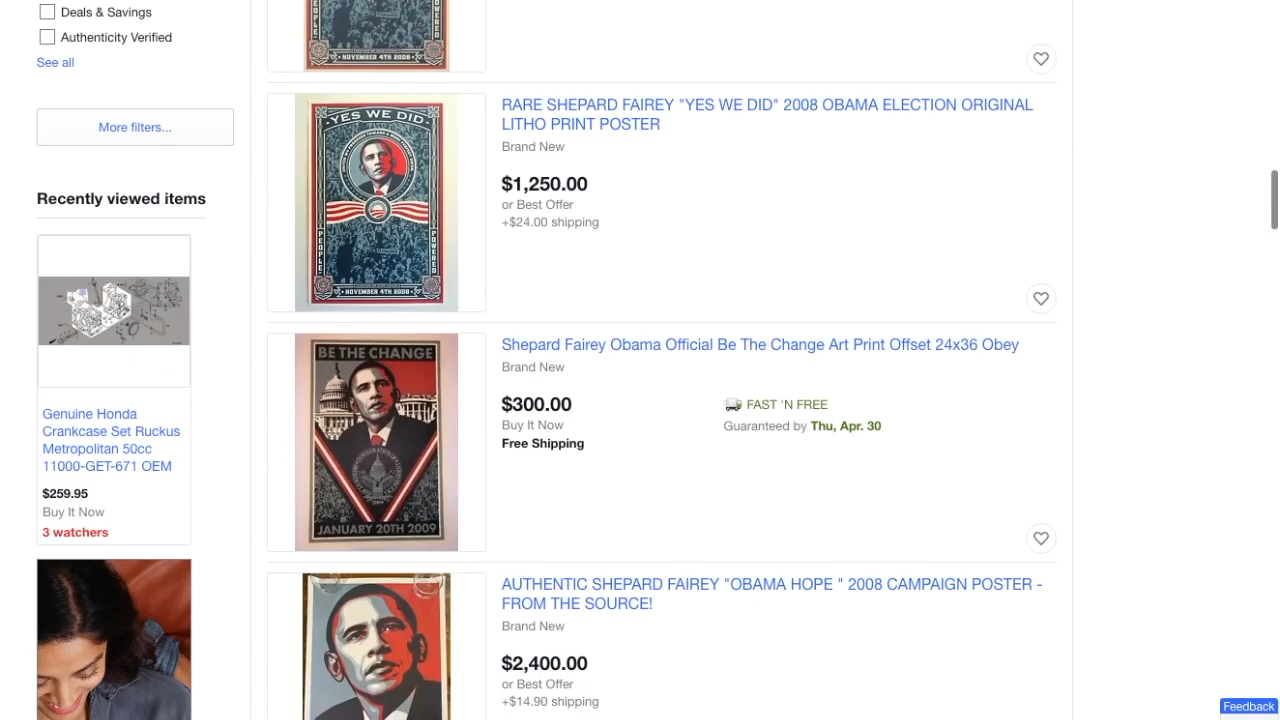 Deals & Savings
Authenticity Verified
See all
More filters...
Recently viewed items
Genuine Honda
Crankcase Set Ruckus
Metropolitan 50cc
11000-GET-671 OEM
$259.95
Buy It Now
3 watchers
PEOPLE
POWERED
NOVEMBER 4TH 2008
RARE SHEPARD FAIREY "YES WE DID" 2008 OBAMA ELECTION ORIGINAL
LITHO PRINT POSTER
Brand New
$1,250.00
or Best Offer
+$24.00 shipping
YES WE DID
PEOPLE
POWERED
NOVEMBER 4TH 2008
Shepard Fairey Obama Official Be The Change Art Print Offset 24x36 Obey
Brand New
$300.00
Buy It Now
Free Shipping
FAST 'N FREE
Guaranteed by Thu, Apr. 30
BE THE CHANGE
2009
JANUARY 20TH 2009
AUTHENTIC SHEPARD FAIREY "OBAMA HOPE " 2008 CAMPAIGN POSTER -
FROM THE SOURCE!
Brand New
$2,400.00
or Best Offer
+$14.90 shipping
Feedback